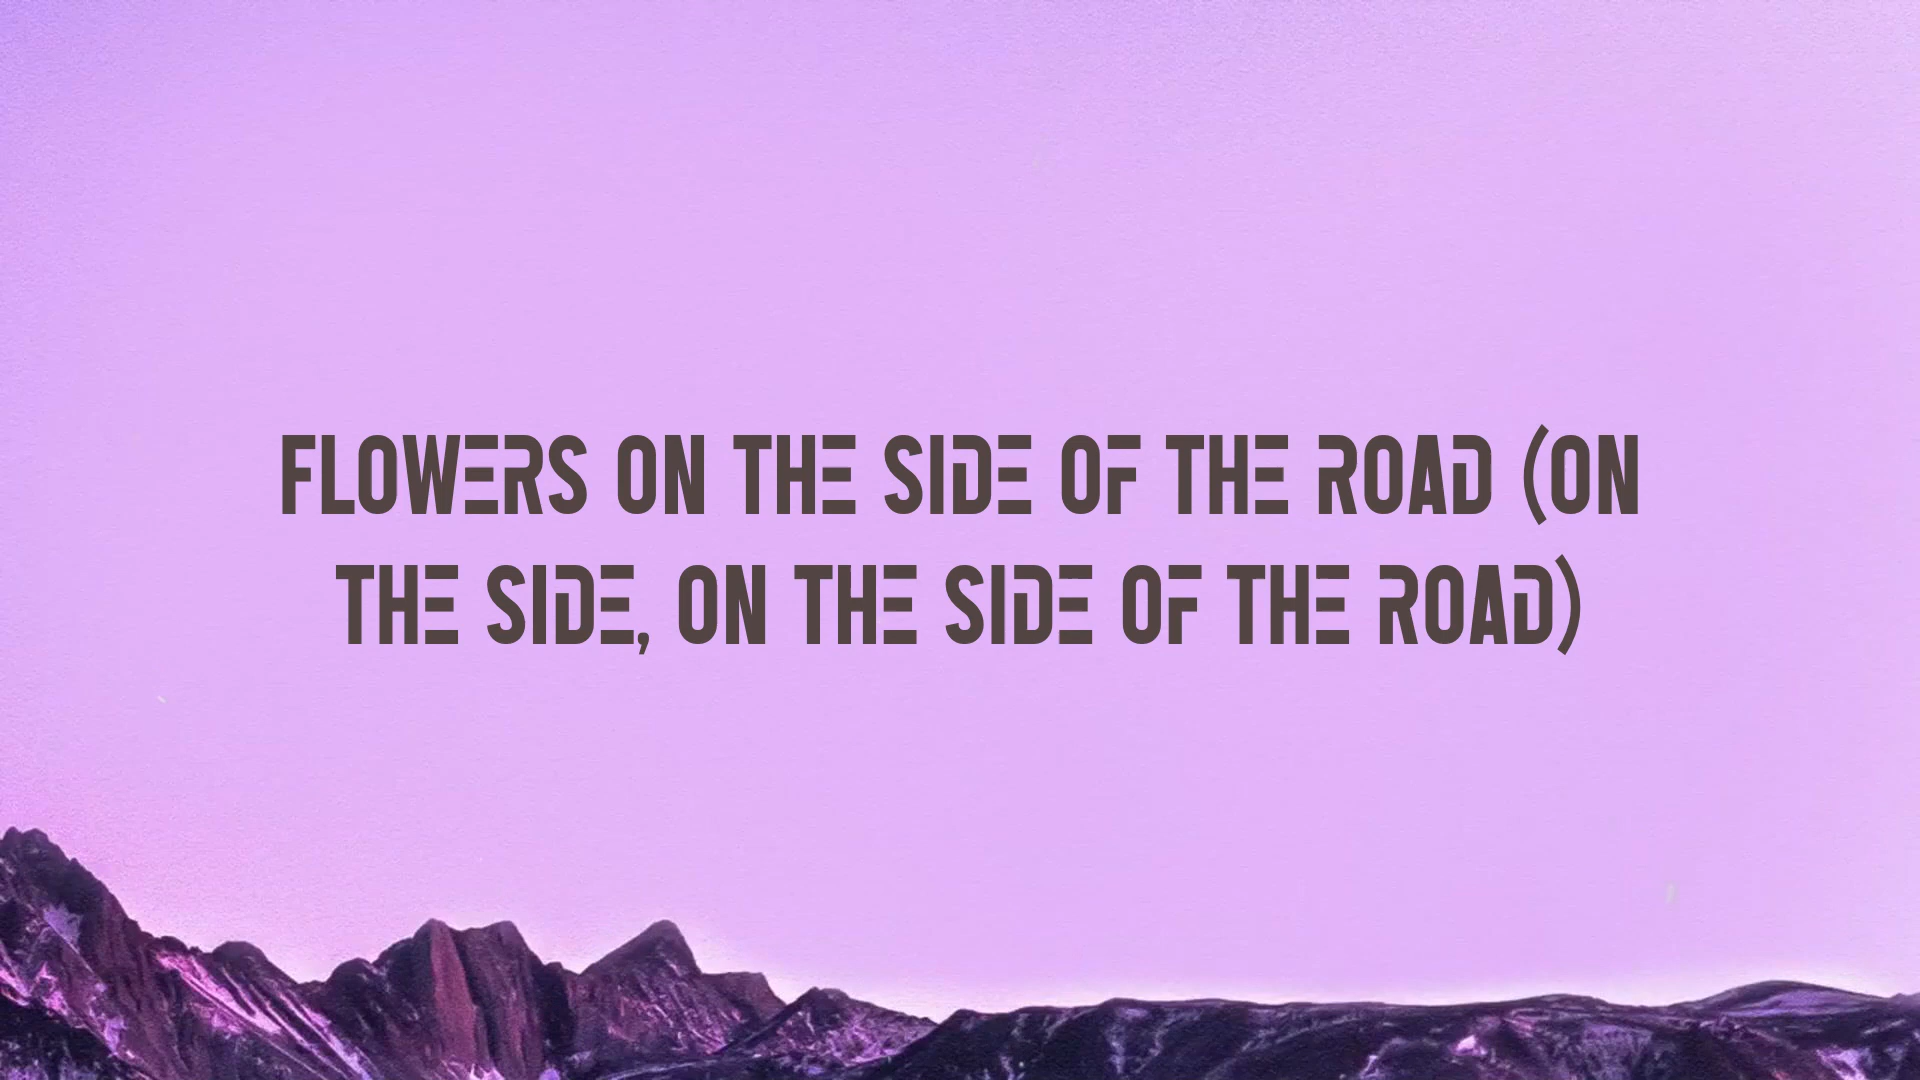 FLOWERS ON THE SIDE OF THE ROAD (ON
THE SIDE, ON THE SIDE OF THE ROAD)